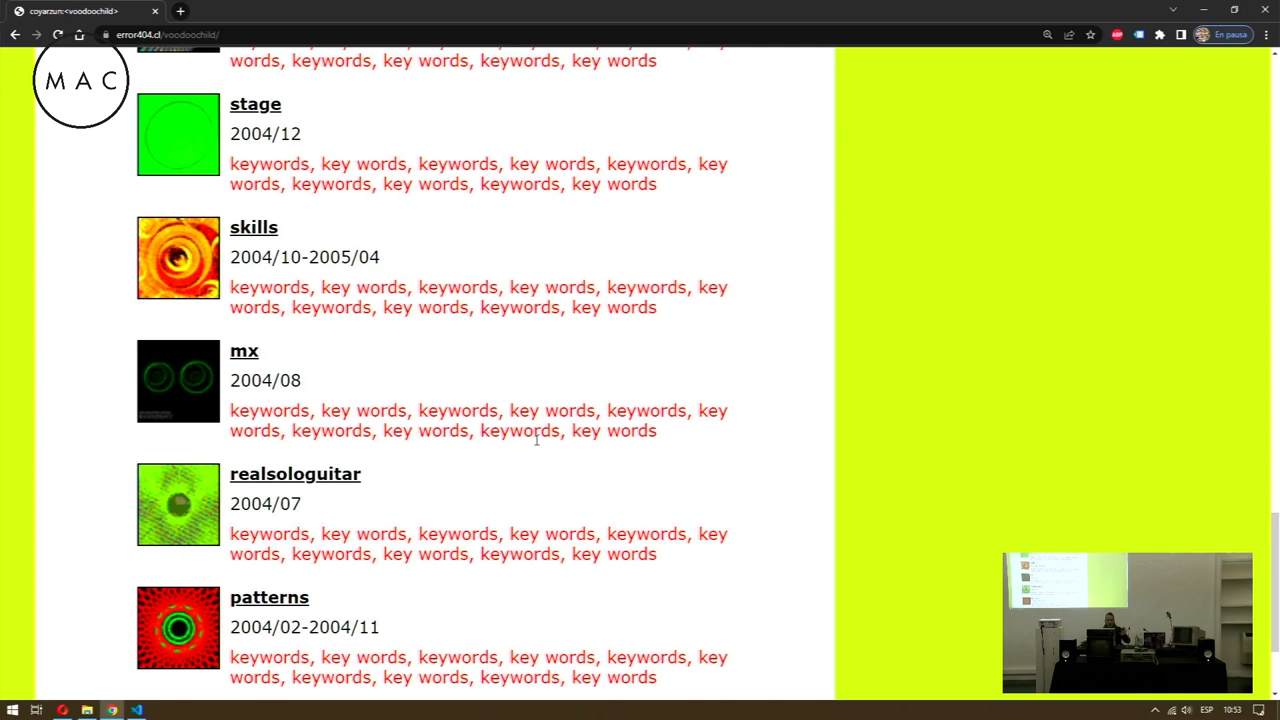 coyarzun:<voodoochild>
error404.cl/voodoochild/
ABP
En pausa
MAC
words, keywords, key words, keywords, key words
stage
2004/12
keywords, key words, keywords, key words, keywords, key
words, keywords, key words, keywords, key words
skills
2004/10-2005/04
keywords, key words, keywords, key words, keywords, key
words, keywords, key words, keywords, key words
mx
2004/08
keywords, key words, keywords, key words, keywords, key
words, keywords, key words, keywords, key words
realsologuitar
2004/07
keywords, key words, keywords, key words, keywords, key
words, keywords, key words, keywords, key words
patterns
2004/02-2004/11
keywords, key words, keywords, key words, keywords, key
words, keywords, key words, keywords, key words
ESP
10:53